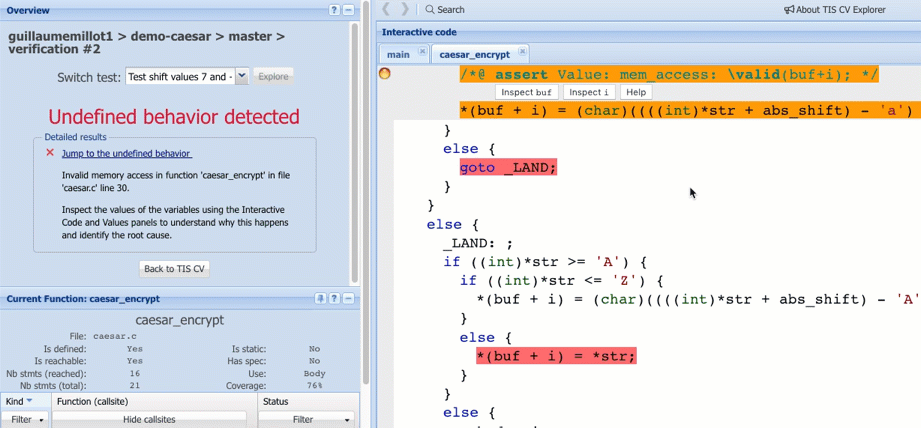 Overview
guillaumemillot1 > demo-caesar > master >
verification #2
Switch test: Test shift values 7 and - Explore
Undefined behavior detected
Detailed results
Jump to the undefined behavior
Invalid memory access in function 'caesar_encrypt' in file
'caesar.c' line 30.
Inspect the values of the variables using the Interactive
Code and Values panels to understand why this happens
and identify the root cause.
Back to TIS CV
Current Function: caesar_encrypt
caesar_encrypt
File: caesar.c
Is defined: Yes Is static: No
Is reachable: Yes Has spec: No
Nb stmts (reached): 16 Use: Body
Nb stmts (total): 21 Coverage: 76%
Kind Function (callsite) Status
Filter Hide callsites Filter
Search About TIS CV Explorer
Interactive code
main caesar_encrypt
/*@ assert Value: mem_access: \valid(buf+i); */
Inspect buf Inspect i Help
*(buf + i) = (char)((((int)*str + abs_shift) - 'a')
}
else {
goto _LAND;
}
}
else {
_LAND: ;
if ((int)*str >= 'A') {
if ((int)*str <= 'Z') {
*(buf + i) = (char)((((int)*str + abs_shift) - 'A'
}
else {
*(buf + i) = *str;
}
}
else {